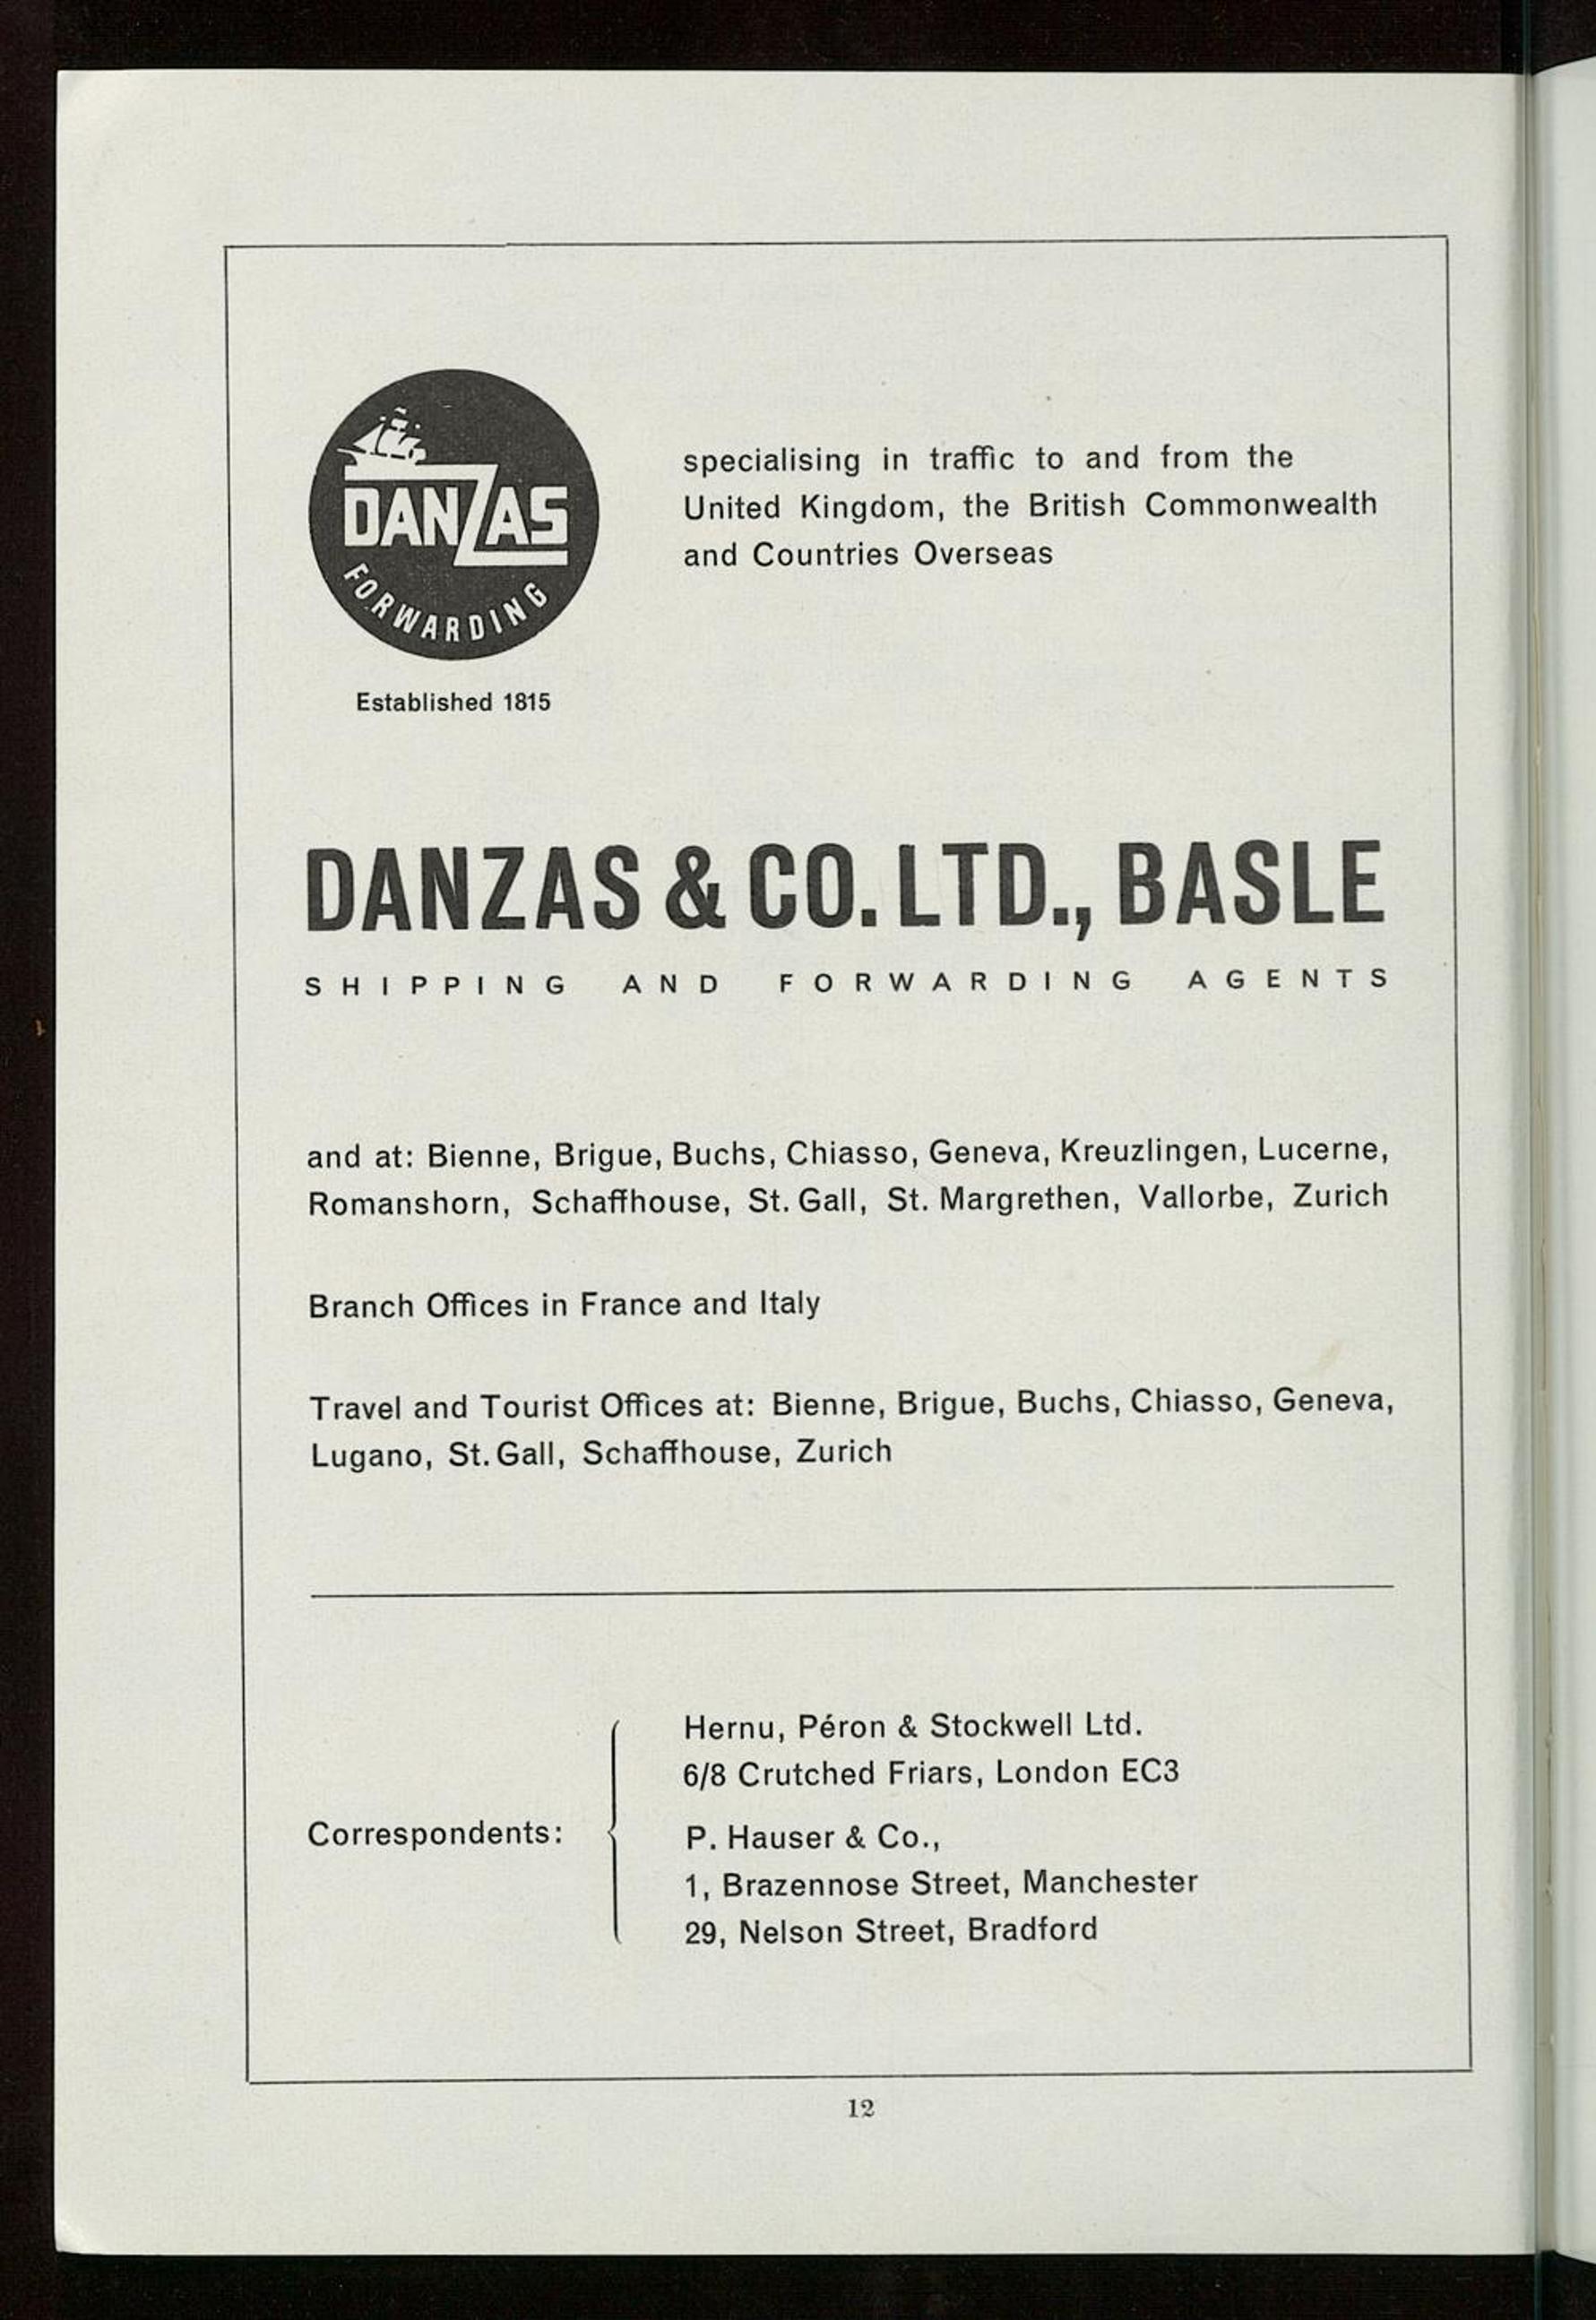 DANZAS
FORWARDING
Established 1815
specialising in traffic to and from the
United Kingdom, the British Commonwealth
and Countries Overseas
DANZAS & CO. LTD., BASLE
SHIPPING AND FORWARDING AGENTS
and at: Bienne, Brigue, Buchs, Chiasso, Geneva, Kreuzlingen, Lucerne,
Romanshorn, Schaffhouse, St. Gall, St. Margrethen, Vallorbe, Zurich
Branch Offices in France and Italy
Travel and Tourist Offices at: Bienne, Brigue, Buchs, Chiasso, Geneva,
Lugano, St. Gall, Schaffhouse, Zurich
Correspondents:
Hernu, Péron & Stockwell Ltd.
6/8 Crutched Friars, London EC3
P. Hauser & Co.,
1, Brazennose Street, Manchester
29, Nelson Street, Bradford
12